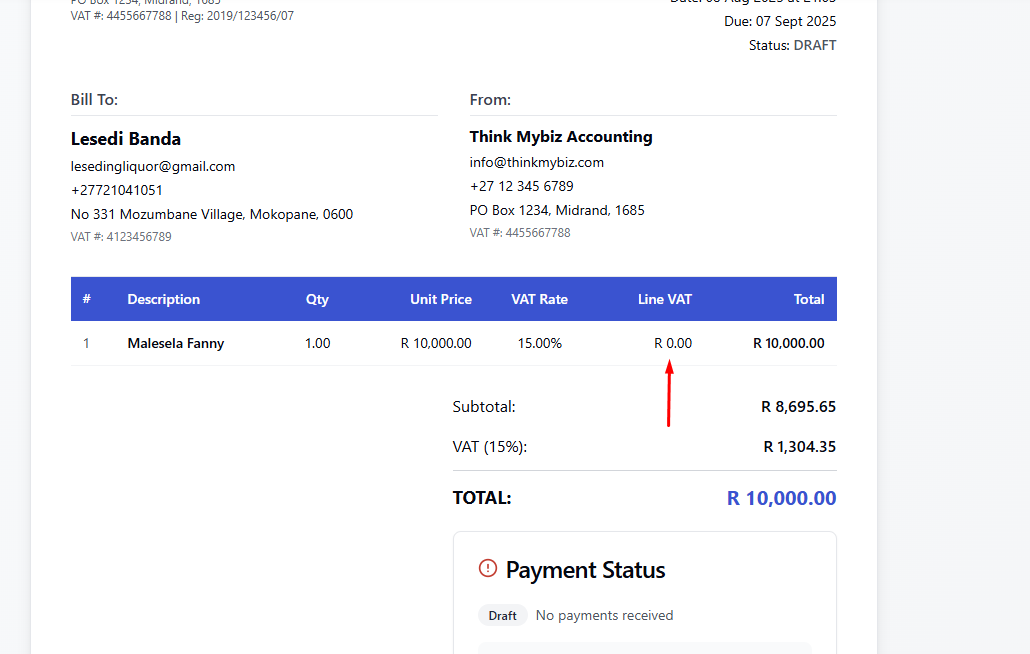 PO Box 1234, Midrand, 1685
VAT #: 4455667788 | Reg: 2019/123456/07
Due: 07 Sept 2025
Status: DRAFT
Bill To:
Lesedi Banda
lesedingliquor@gmail.com
+27721041051
No 331 Mozumbane Village, Mokopane, 0600
VAT #: 4123456789
From:
Think Mybiz Accounting
info@thinkmybiz.com
+27 12 345 6789
PO Box 1234, Midrand, 1685
VAT #: 4455667788
# Description Qty Unit Price VAT Rate Line VAT Total
1 Malesela Fanny 1.00 R 10,000.00 15.00% R 0.00 R 10,000.00
Subtotal: R 8,695.65
VAT (15%): R 1,304.35
TOTAL: R 10,000.00
Payment Status
Draft No payments received